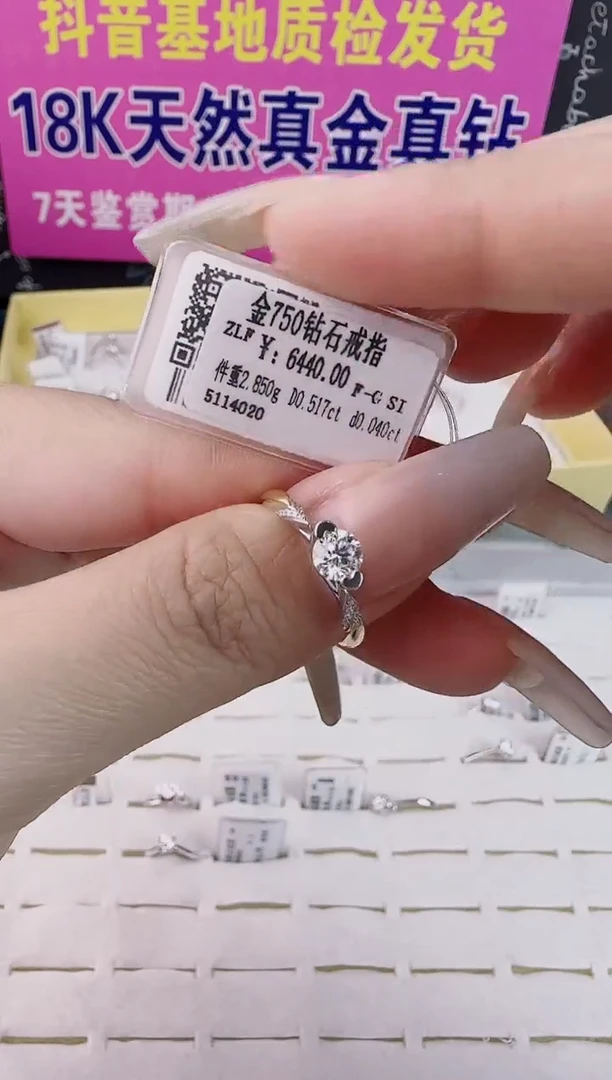 抖音基地质检发货
18K天然真金真钻
7天鉴赏期
金750钻石戒指
ZLF ¥: 6440.00 F-G SI
件重2.850g D0.517ct d0.040ct
5114020